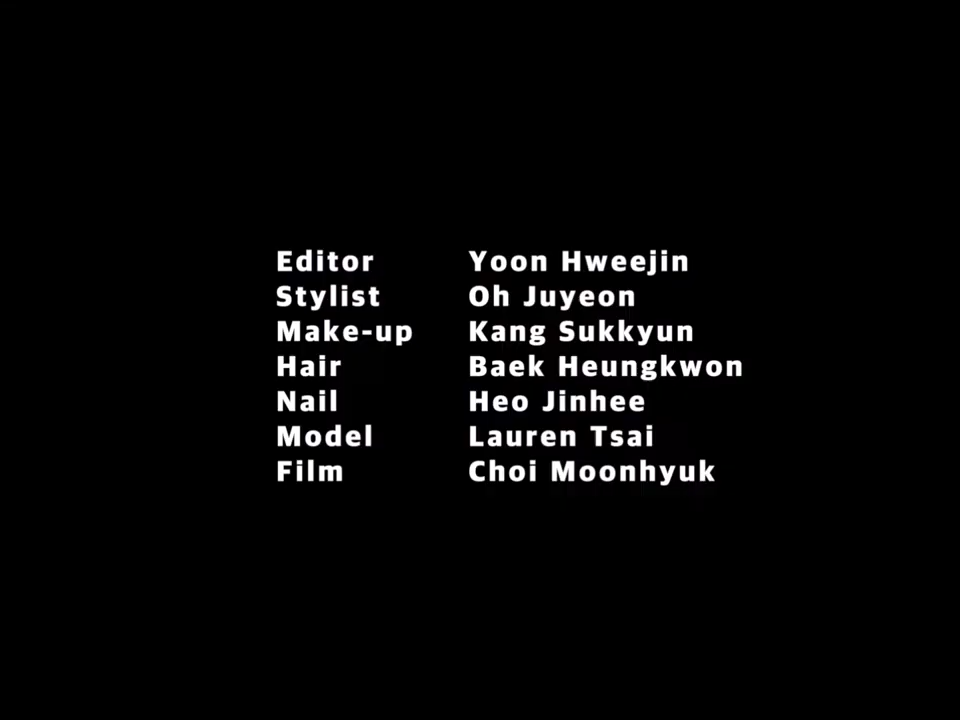 Editor Yoon Hweejin
Stylist Oh Juyeon
Make-up Kang Sukkyun
Hair Baek Heungkwon
Nail Heo Jinhee
Model Lauren Tsai
Film Choi Moonhyuk